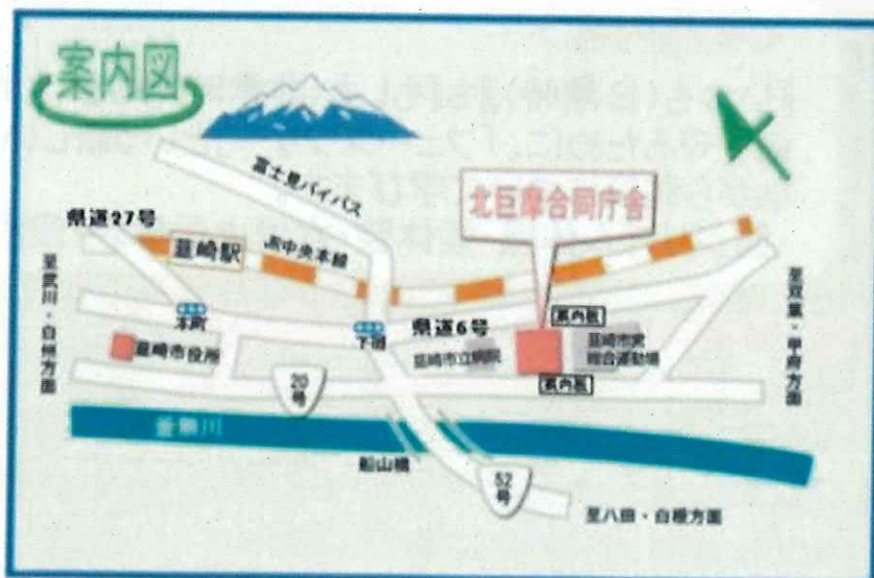 案内図
富士見バイパス
北巨摩合同庁舎
県道27号
韮崎駅
JR中央本線
至武川・白州方面
本町
下宿
県道6号
案内板
至双葉・甲府方面
韮崎市役所
韮崎市立病院
韮崎市営
総合運動場
案内板
20号
釜無川
船山橋
52号
至八田・白根方面